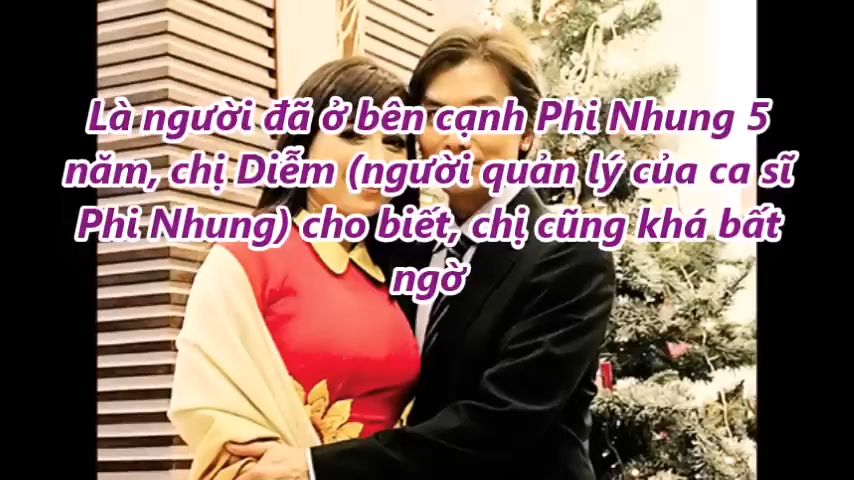 Là người đã ở bên cạnh Phi Nhung 5
năm, chị Diễm (người quản lý của ca sĩ
Phi Nhung) cho biết, chị cũng khá bất
ngờ